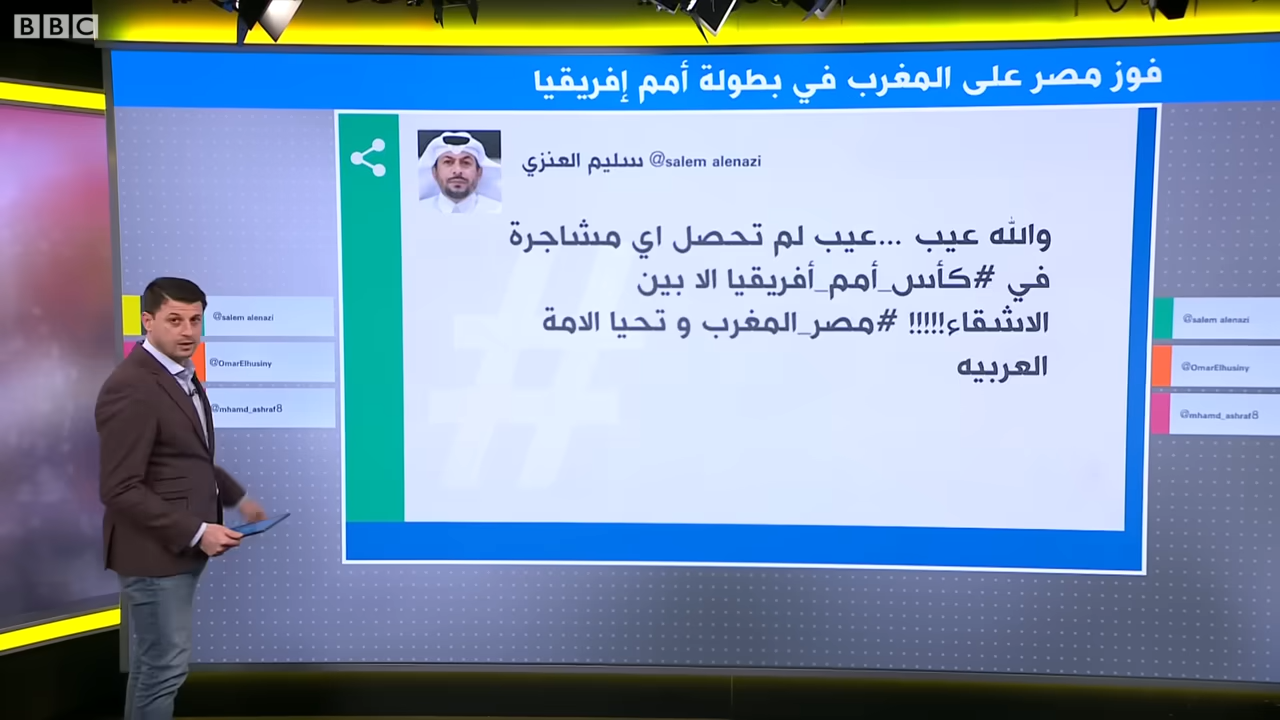 BBC
فوز مصر على المغرب في بطولة أمم إفريقيا
سليم العنزي @salem alenazi
والله عيب ...عيب لم تحصل اي مشاجرة
في #كأس_أمم_أفريقيا الا بين
الاشقاء!!!!! #مصر_المغرب و تحيا الامة
العربيه
@salem alenazi
@OmarElhusiny
@mhamd_ashraf8
@salem alenazi
@OmarElhusiny
@mhamd_ashraf8